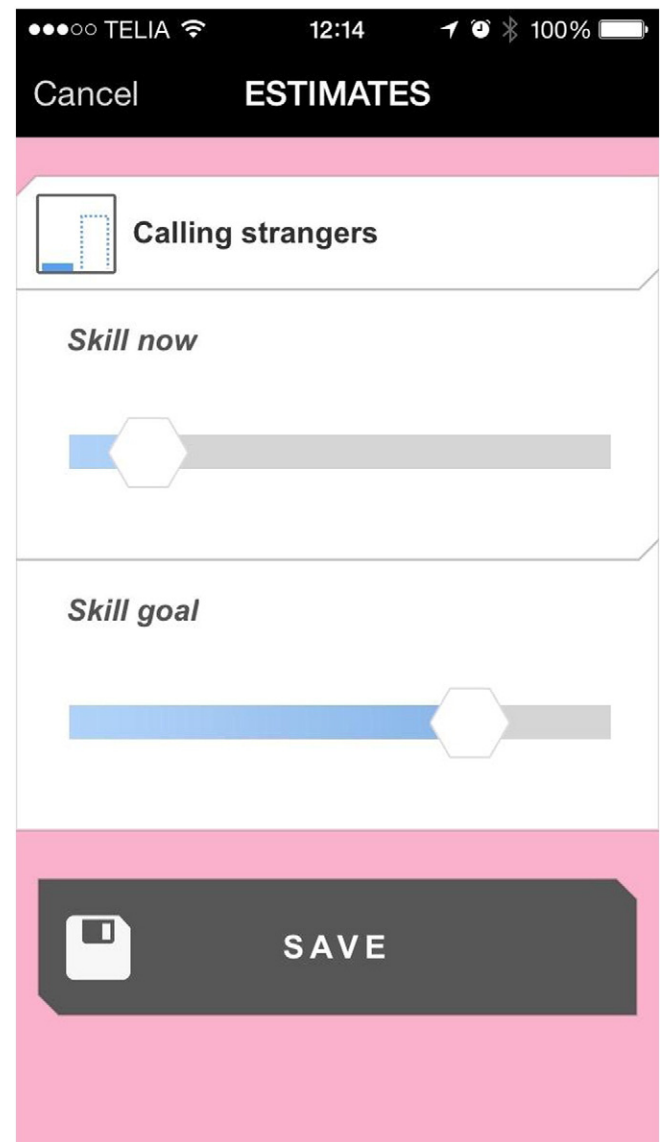 TELIA 12:14 100%
Cancel ESTIMATES
Calling strangers
Skill now
Skill goal
SAVE